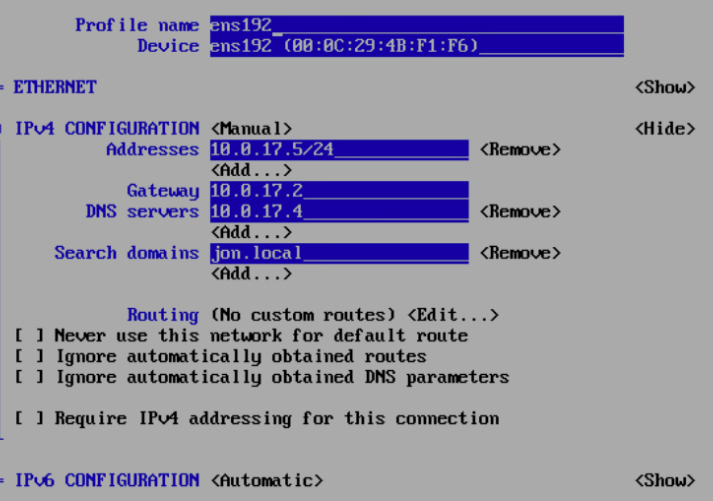 Profile name ens192
Device ens192 (00:0C:29:4B:F1:F6)
= ETHERNET <Show>
IPv4 CONFIGURATION <Manual> <Hide>
Addresses 10.0.17.5/24 <Remove>
<Add...>
Gateway 10.0.17.2
DNS servers 10.0.17.4 <Remove>
<Add...>
Search domains jon.local <Remove>
<Add...>
Routing (No custom routes) <Edit...>
[ ] Never use this network for default route
[ ] Ignore automatically obtained routes
[ ] Ignore automatically obtained DNS parameters
[ ] Require IPv4 addressing for this connection
= IPv6 CONFIGURATION <Automatic> <Show>